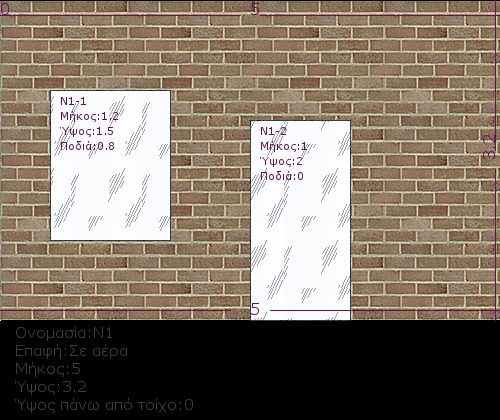 0
5
N1-1
Μήκος:1.2
Ύψος:1.5
Ποδιά:0.8
N1-2
Μήκος:1
Ύψος:2
Ποδιά:0
3.2
5
Ονομασία:N1
Επαφή:Σε αέρα
Μήκος:5
Ύψος:3.2
Ύψος πάνω από τοίχο:0